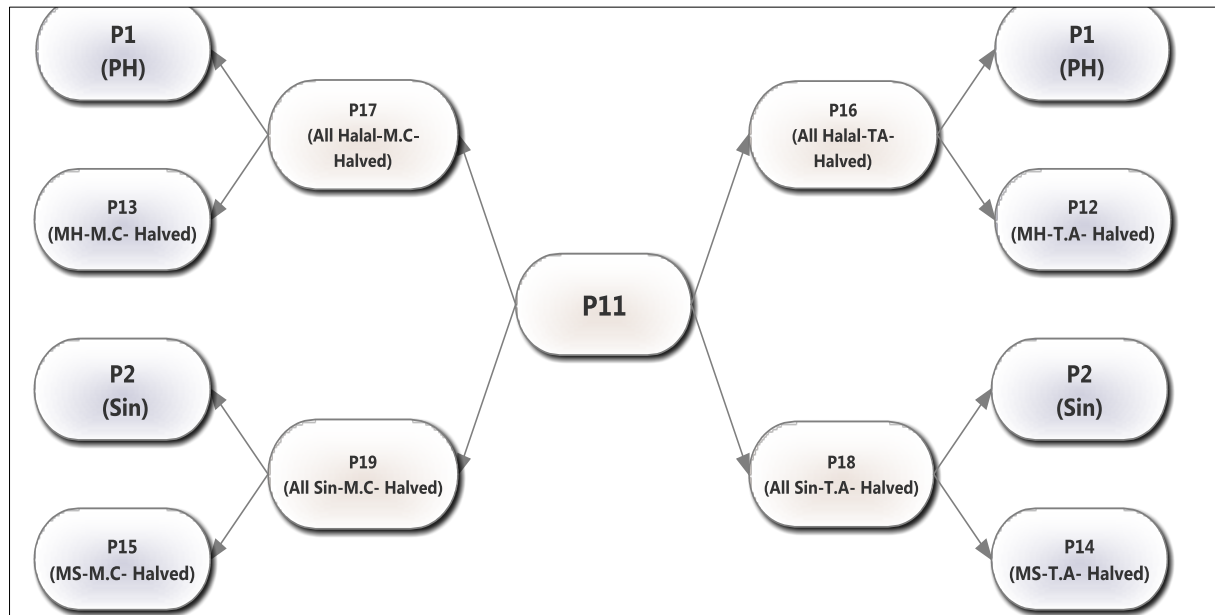 P1
(PH)
P17
(All Halal-M.C-
Halved)
P13
(MH-M.C- Halved)
P2
(Sin)
P19
(All Sin-M.C- Halved)
P15
(MS-M.C- Halved)
P11
P1
(PH)
P16
(All Halal-TA-
Halved)
P12
(MH-T.A- Halved)
P2
(Sin)
P18
(All Sin-T.A- Halved)
P14
(MS-T.A- Halved)